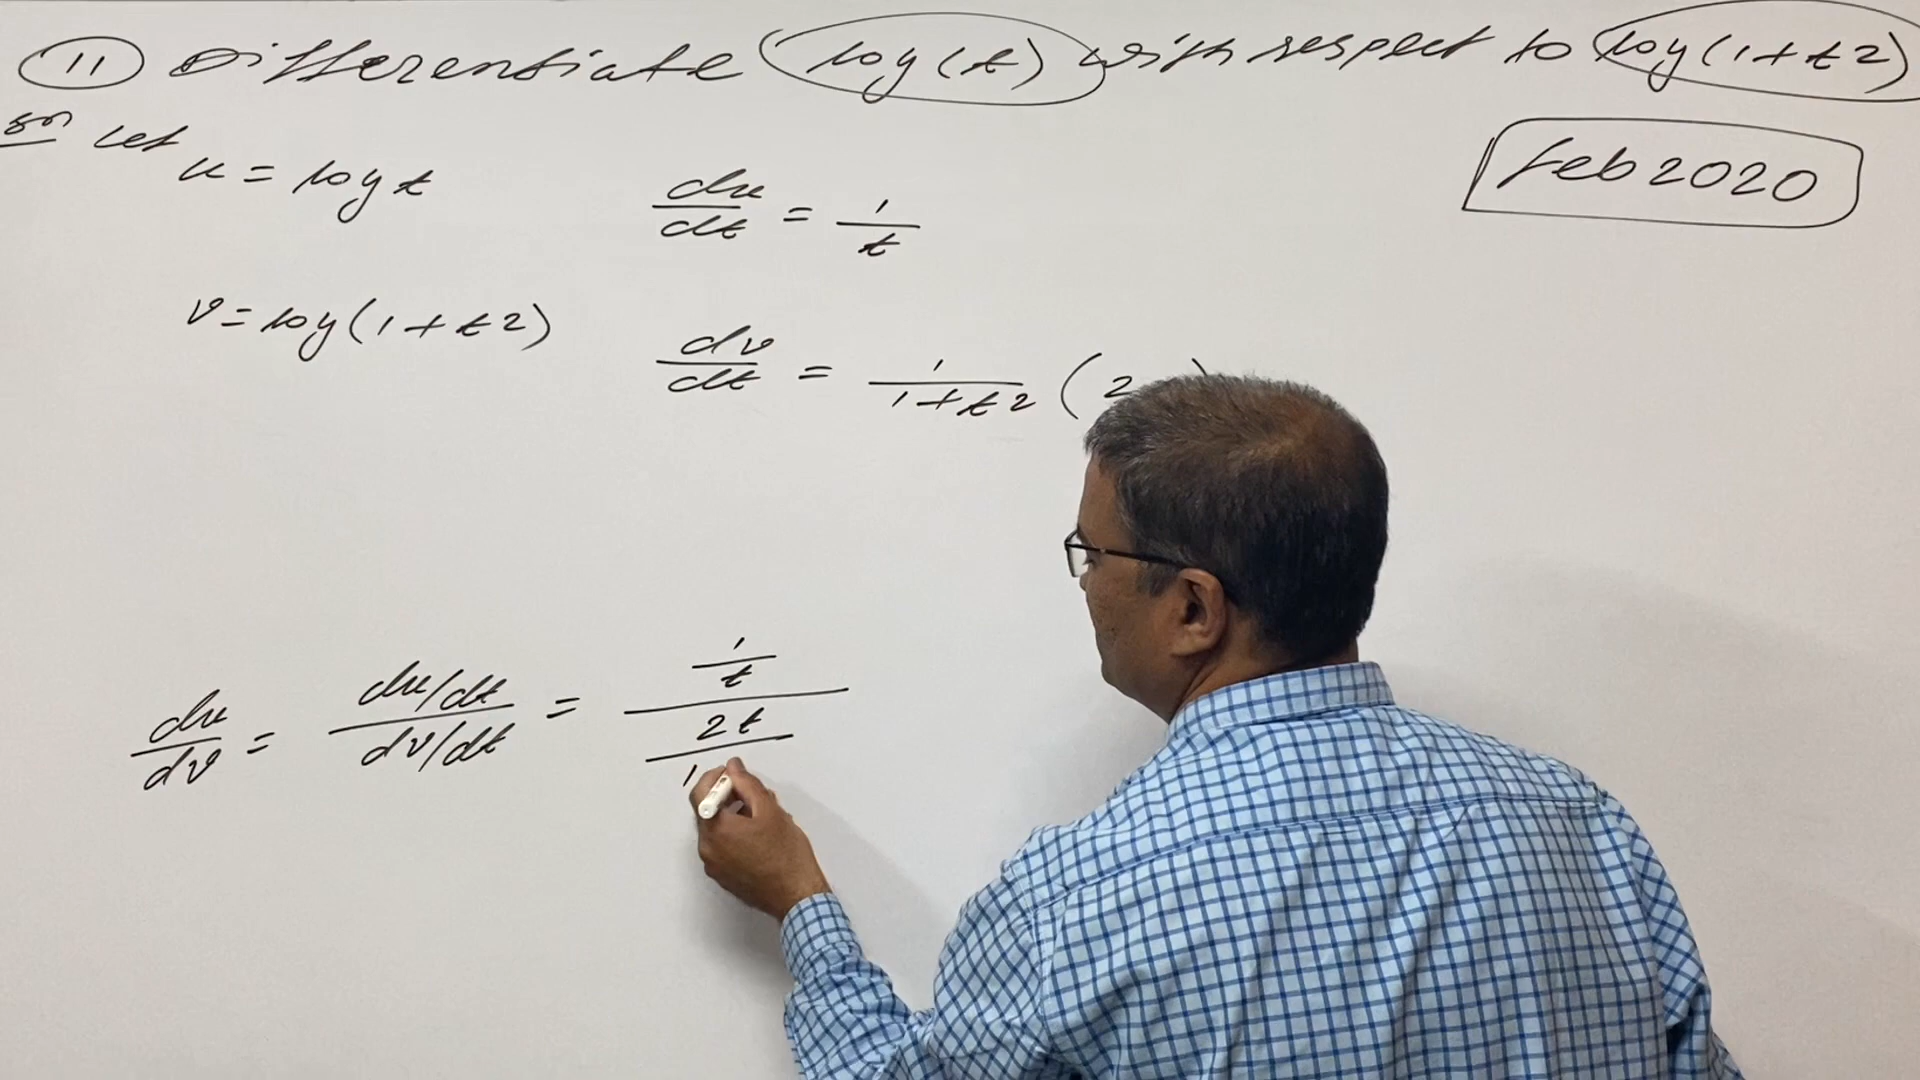 11 Differentiate log(t) with respect to log(1+t2)
Feb 2020
Sol Let u = log t
du/dt = 1/t
v = log(1+t2)
dv/dt = 1/1+t2 (2
du/dv = du/dt / dv/dt = 1/t / 2t/1